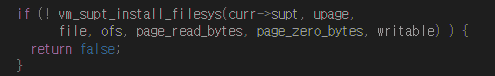 if (! vm_supt_install_filesys(curr->supt, upage,
file, ofs, page_read_bytes, page_zero_bytes, writable) ) {
return false;
}